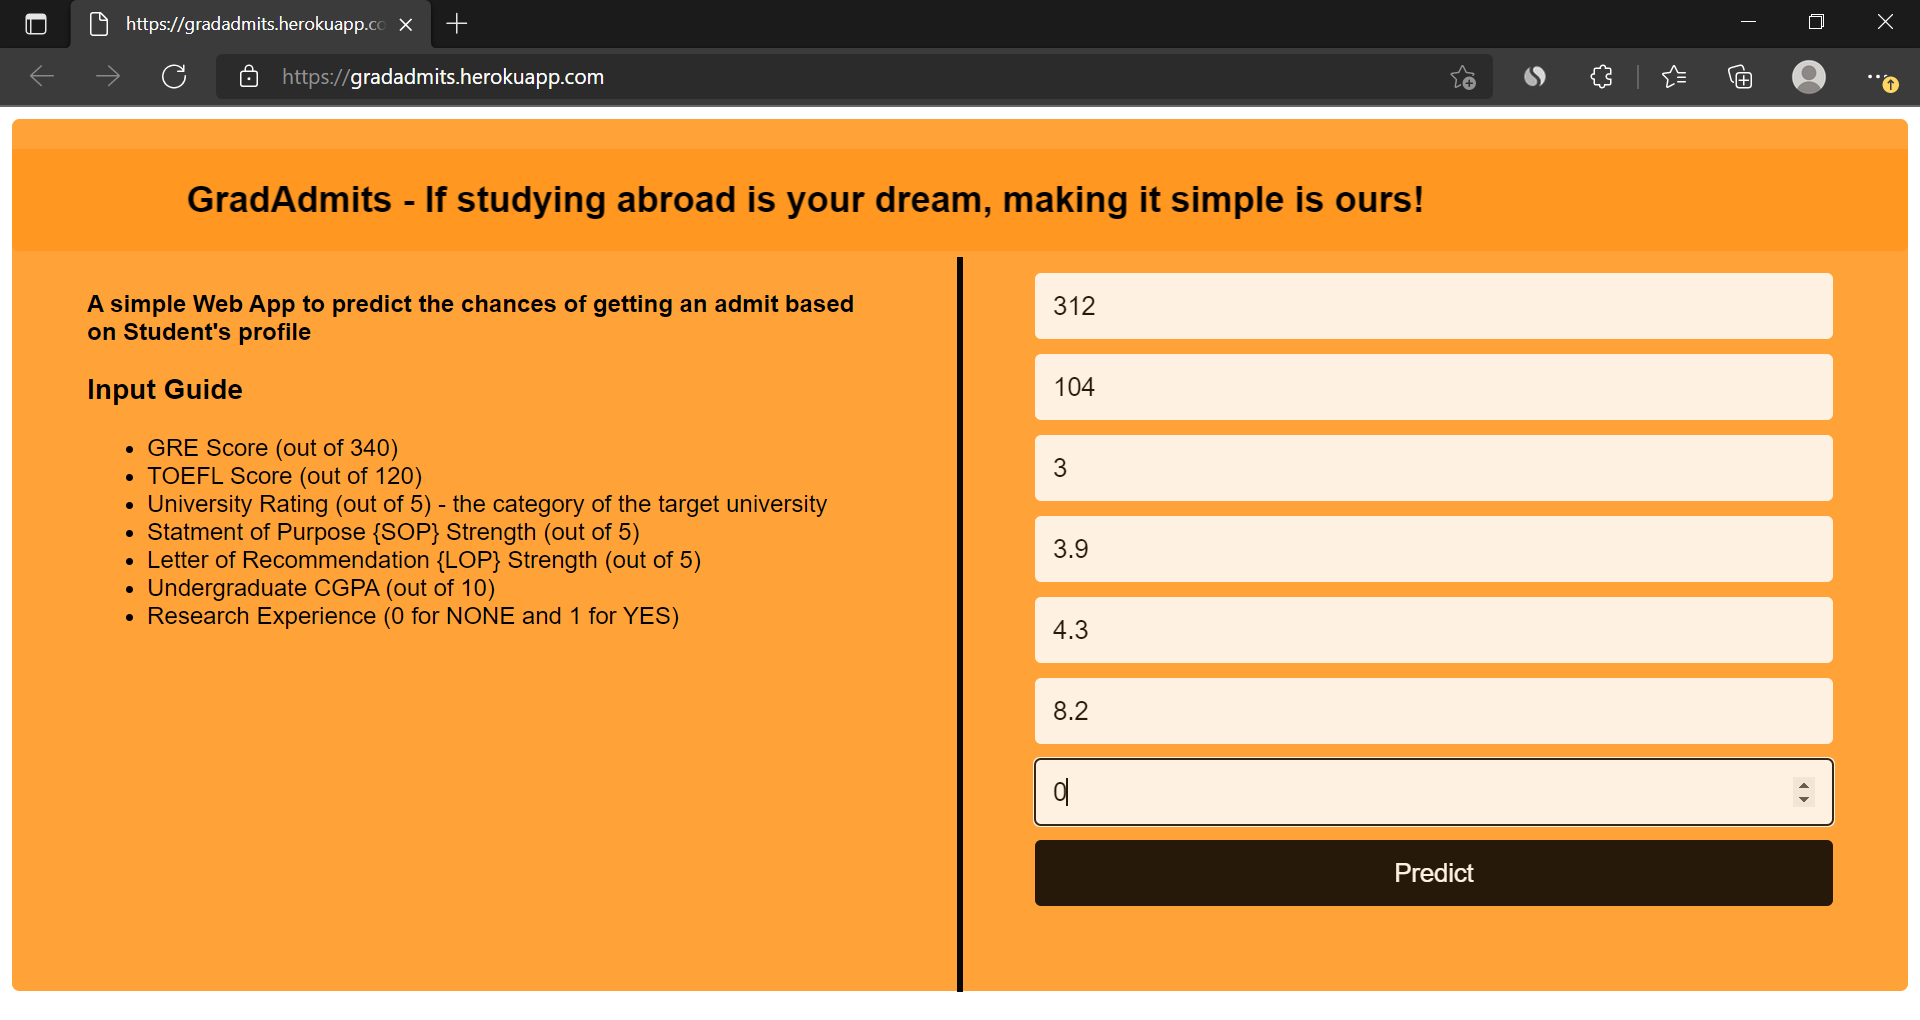 https://gradadmits.herokuapp.co
https://gradadmits.herokuapp.com
GradAdmits - If studying abroad is your dream, making it simple is ours!
A simple Web App to predict the chances of getting an admit based
on Student's profile
Input Guide
GRE Score (out of 340)
TOEFL Score (out of 120)
University Rating (out of 5) - the category of the target university
Statment of Purpose {SOP} Strength (out of 5)
Letter of Recommendation {LOP} Strength (out of 5)
Undergraduate CGPA (out of 10)
Research Experience (0 for NONE and 1 for YES)
312
104
3
3.9
4.3
8.2
0
Predict